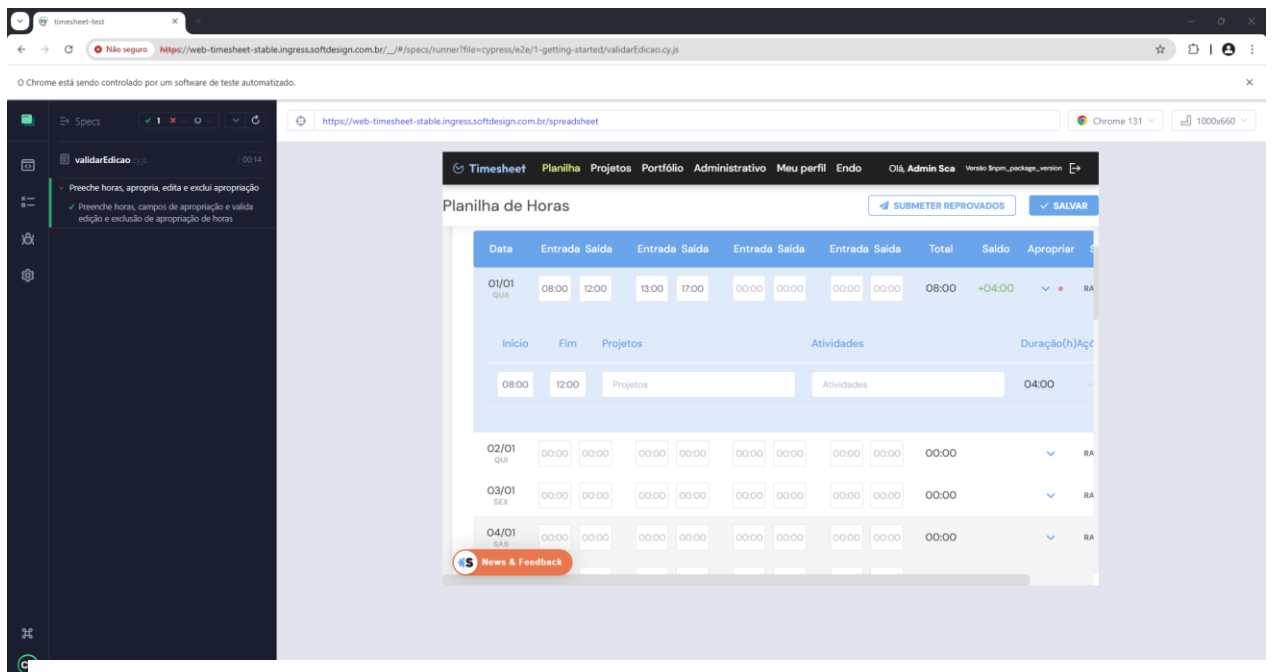 timesheet-test
Não seguro https://web-timesheet-stable.ingress.softdesign.com.br/__/#/specs/runner?file=cypress/e2e/1-getting-started/validarEdicao.cy.js
O Chrome está sendo controlado por um software de teste automatizado.
Specs 1 --
https://web-timesheet-stable.ingress.softdesign.com.br/spreadsheet
Chrome 131
1000x660
validarEdicao cy.js 00:14
Preeche horas, apropria, edita e exclui apropriação
Preenche horas, campos de apropriação e valida
edição e exclusão de apropriação de horas
Timesheet Planilha Projetos Portfólio Administrativo Meu perfil Endo Olá, Admin Sca Versão $npm_package_version
Planilha de Horas
SUBMETER REPROVADOS
SALVAR
Data Entrada Saída Entrada Saída Entrada Saída Entrada Saída Total Saldo Apropriar S
01/01 08:00 12:00 13:00 17:00 00:00 00:00 00:00 00:00 08:00 +04:00 RA
QUA
Início Fim Projetos Atividades Duração(h) Açõ
08:00 12:00 Projetos Atividades 04:00
02/01 00:00 00:00 00:00 00:00 00:00 00:00 00:00 00:00 00:00 RA
QUI
03/01 00:00 00:00 00:00 00:00 00:00 00:00 00:00 00:00 00:00 RA
SEX
04/01 00:00 00:00 00:00 00:00 00:00 00:00 00:00 00:00 00:00 RA
SÁB
News & Feedback